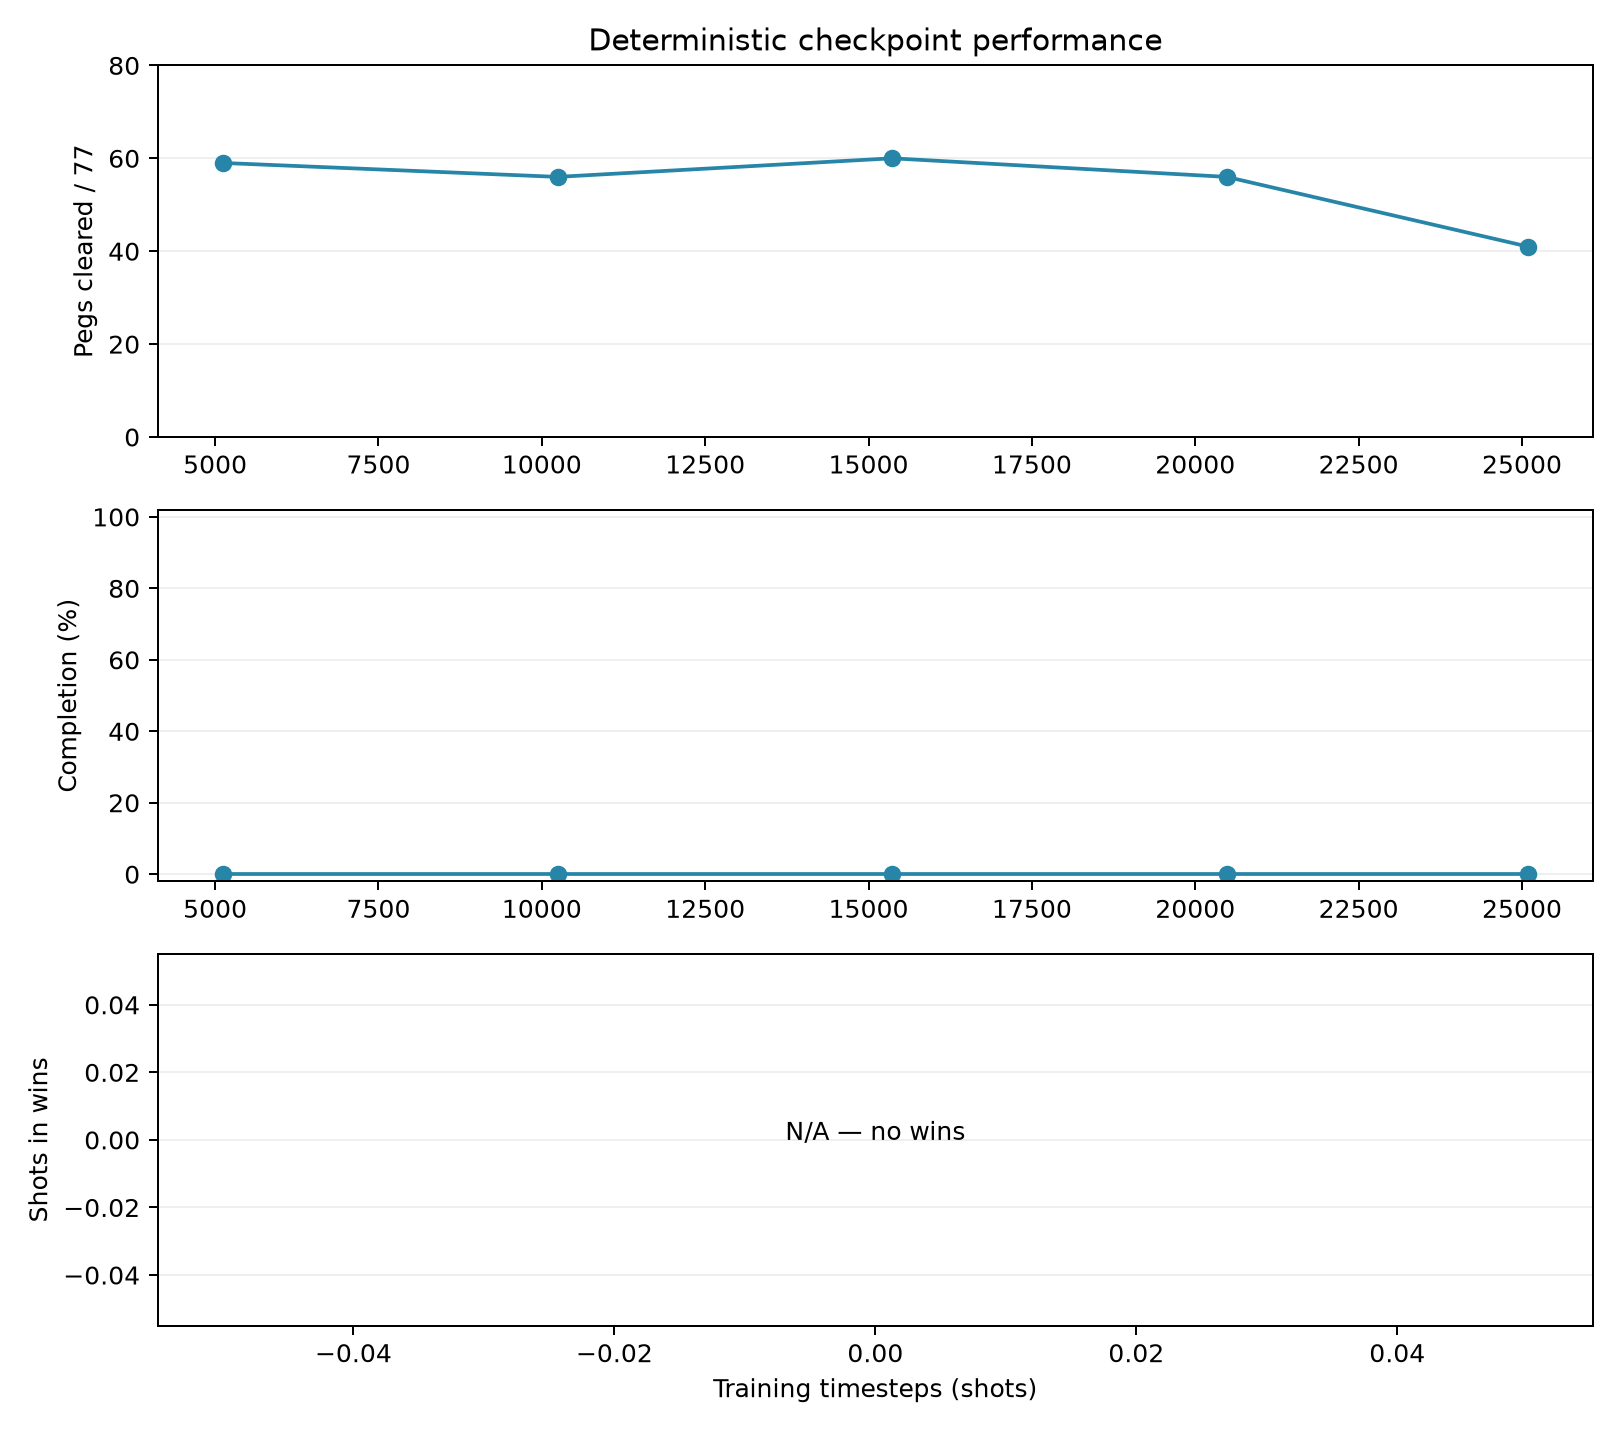 Deterministic checkpoint performance
80
60
40
20
0
Pegs cleared / 77
5000 7500 10000 12500 15000 17500 20000 22500 25000
100
80
60
40
20
0
Completion (%)
5000 7500 10000 12500 15000 17500 20000 22500 25000
0.04
0.02
0.00
−0.02
−0.04
Shots in wins
N/A — no wins
−0.04 −0.02 0.00 0.02 0.04
Training timesteps (shots)